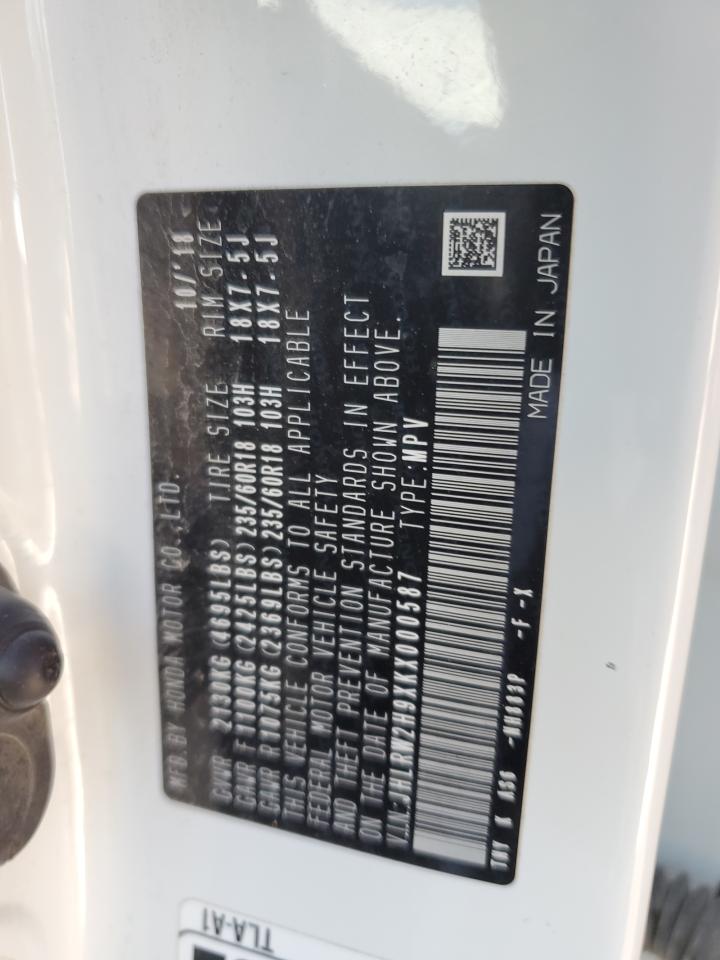 MFD.BY HONDA MOTOR CO.,LTD. 10/'18
GVWR 2130KG(4695LBS) TIRE SIZE RIM SIZE
GAWR F 1100KG(2425LBS)235/60R18 103H 18X7.5J
GAWR R 1075KG(2369LBS)235/60R18 103H 18X7.5J
THIS VEHICLE CONFORMS TO ALL APPLICABLE
FEDERAL MOTOR VEHICLE SAFETY
AND THEFT PREVENTION STANDARDS IN EFFECT
ON THE DATE OF MANUFACTURE SHOWN ABOVE.
V.I.N:JHLRW2H9XKX000587 TYPE:MPV
-NH883P -F-X
MADE IN JAPAN
TLA-A1